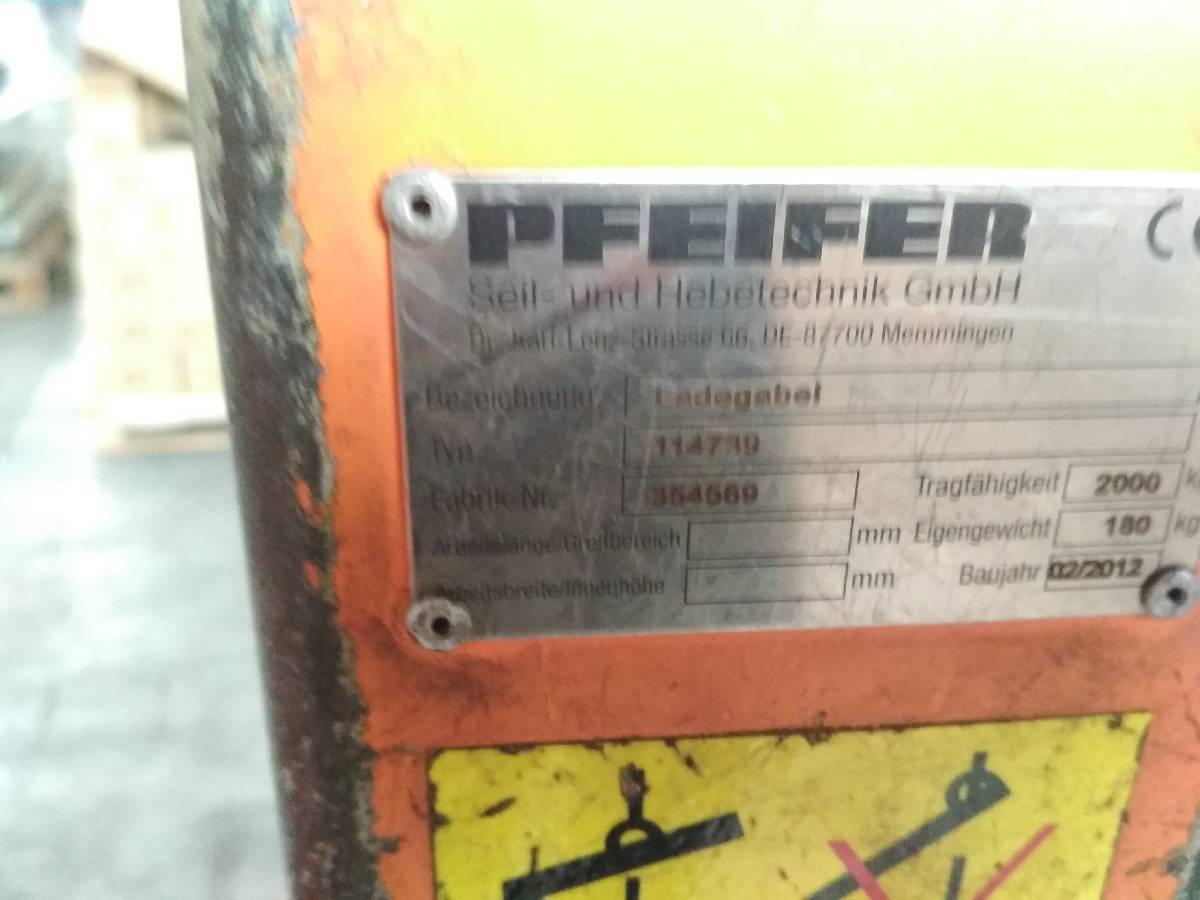 PFEIFER CE
Seil- und Hebetechnik GmbH
Dr.-Karl-Lenz-Strasse 66, DE-87700 Memmingen
Bezeichnung Ladegabel
Typ 114739
Fabrik-Nr. 354569 Tragfähigkeit 2000 kg
Arbeitslänge/Greifbereich mm Eigengewicht 180 kg
Arbeitsbreite/Innenhöhe mm Baujahr 02/2012